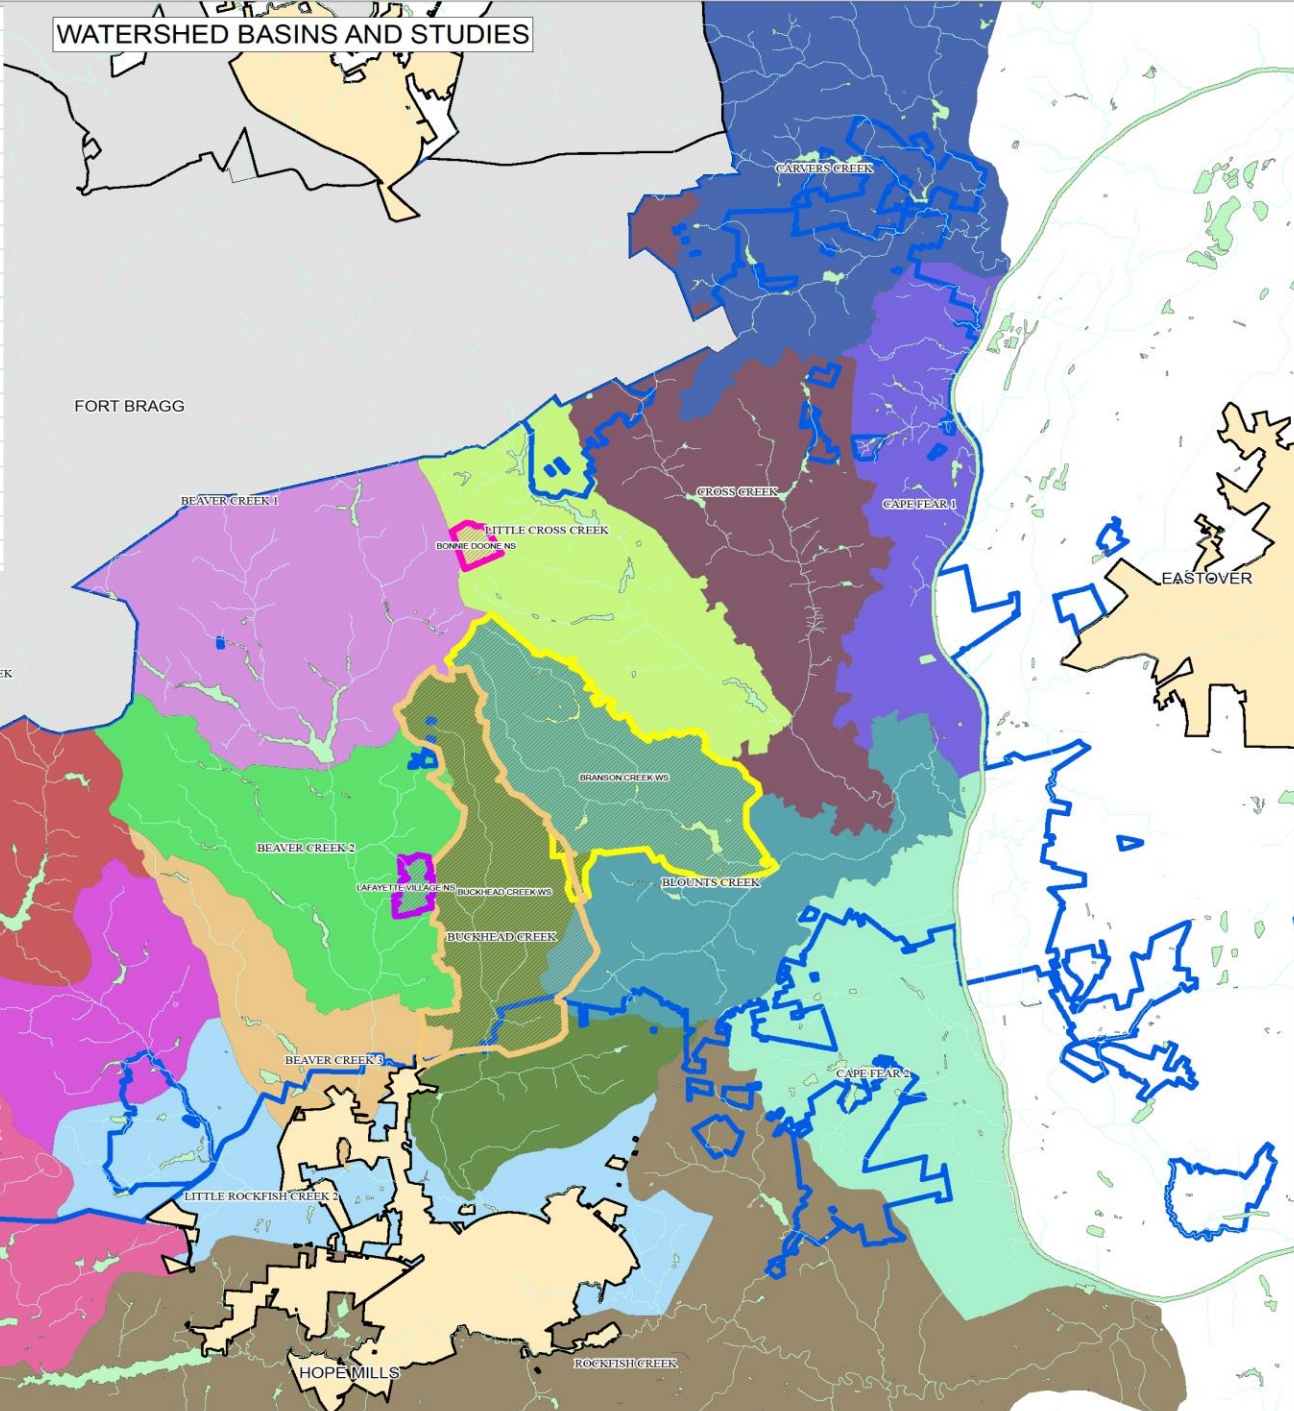 WATERSHED BASINS AND STUDIES
CARVERS CREEK
FORT BRAGG
BEAVER CREEK 1
CROSS CREEK
CAPE FEAR 1
LITTLE CROSS CREEK
BONNIE DOONE NS
EASTOVER
EK
BRANSON CREEK WS
BEAVER CREEK 2
LAFAYETTE VILLAGE NS
BUCKHEAD CREEK WS
BLOUNTS CREEK
BUCKHEAD CREEK
BEAVER CREEK 3
CAPE FEAR 2
LITTLE ROCKFISH CREEK 2
ROCKFISH CREEK
HOPE MILLS